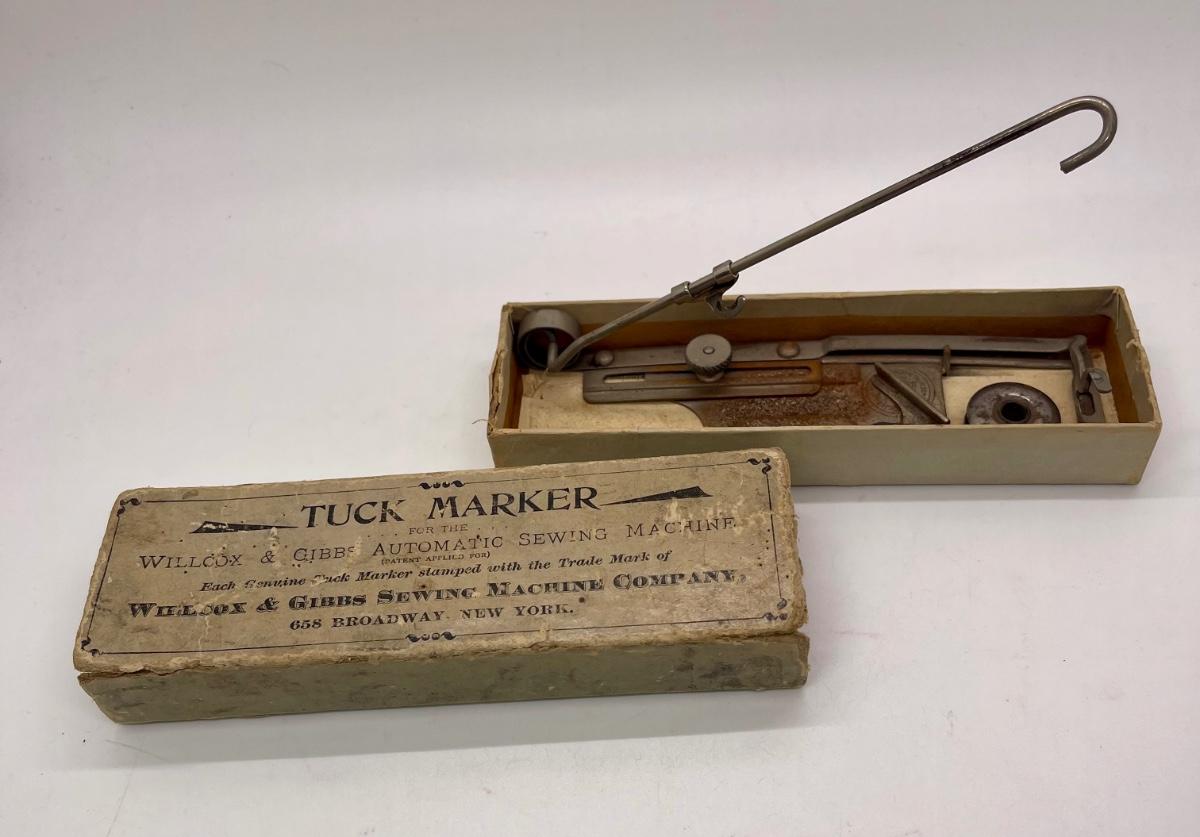 TUCK MARKER
FOR THE
WILLCOX & GIBBS AUTOMATIC SEWING MACHINE
(PATENT APPLIED FOR)
Each Genuine Tuck Marker stamped with the Trade Mark of
WILLCOX & GIBBS SEWING MACHINE COMPANY,
658 BROADWAY, NEW YORK.